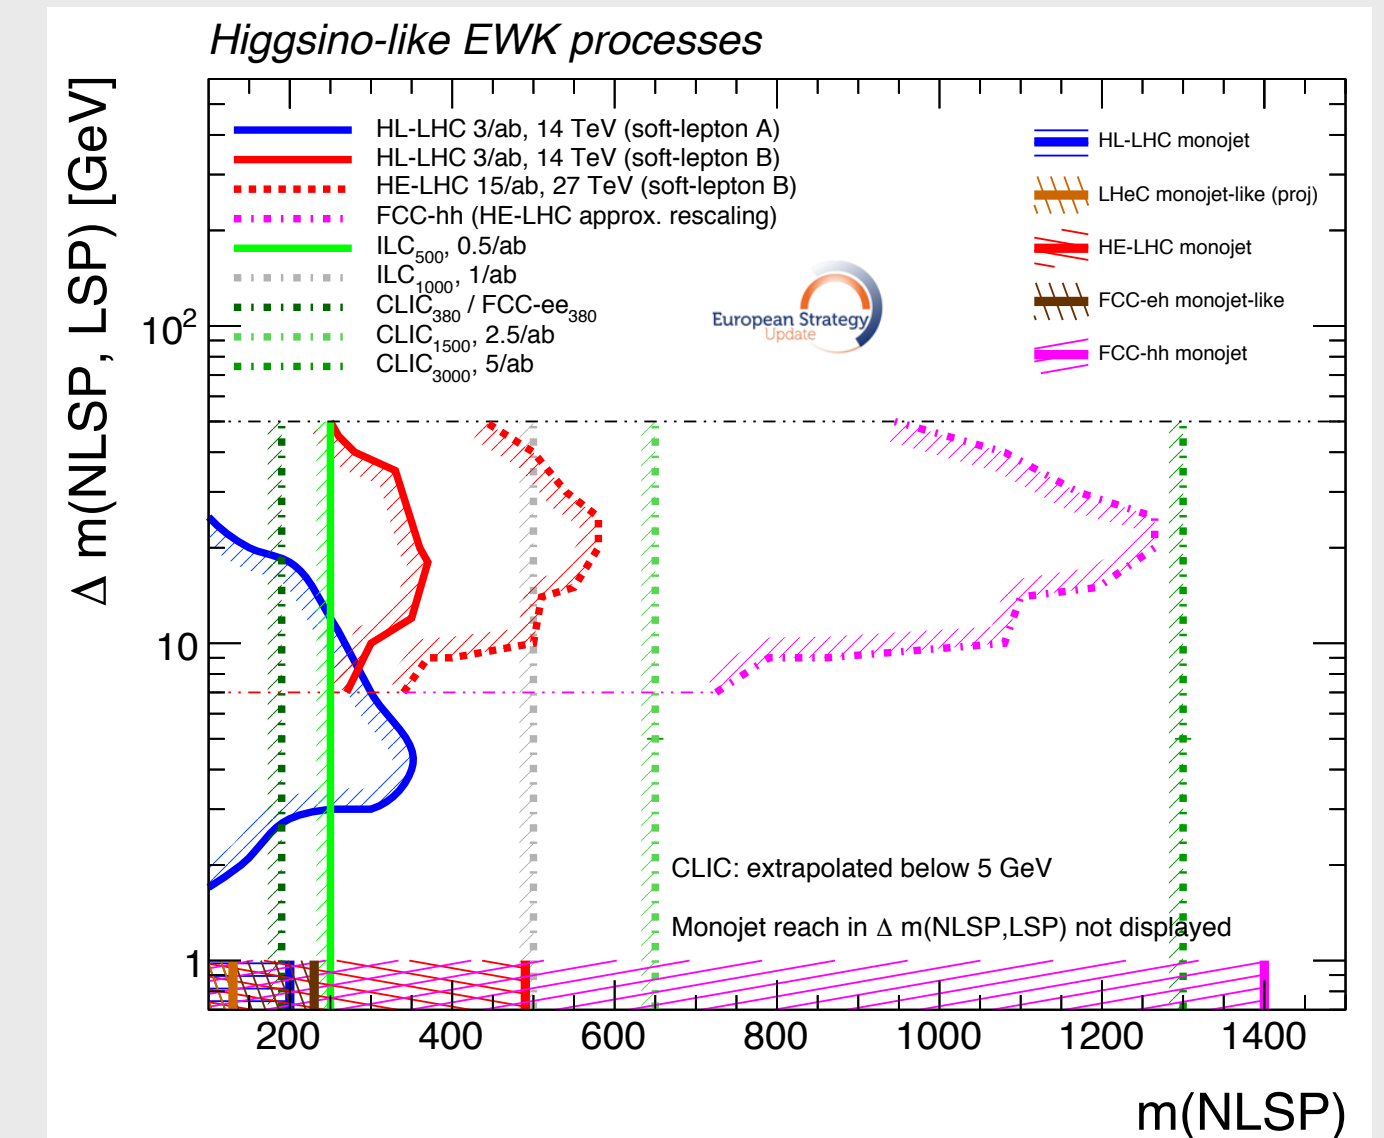 Higgsino-like EWK processes
Δ m(NLSP, LSP) [GeV]
HL-LHC 3/ab, 14 TeV (soft-lepton A)
HL-LHC 3/ab, 14 TeV (soft-lepton B)
HE-LHC 15/ab, 27 TeV (soft-lepton B)
FCC-hh (HE-LHC approx. rescaling)
ILC500, 0.5/ab
ILC1000, 1/ab
CLIC380 / FCC-ee380
CLIC1500, 2.5/ab
CLIC3000, 5/ab
HL-LHC monojet
LHeC monojet-like (proj)
HE-LHC monojet
FCC-eh monojet-like
FCC-hh monojet
European Strategy
Update
10²
10
1
CLIC: extrapolated below 5 GeV
Monojet reach in Δ m(NLSP,LSP) not displayed
200 400 600 800 1000 1200 1400
m(NLSP)